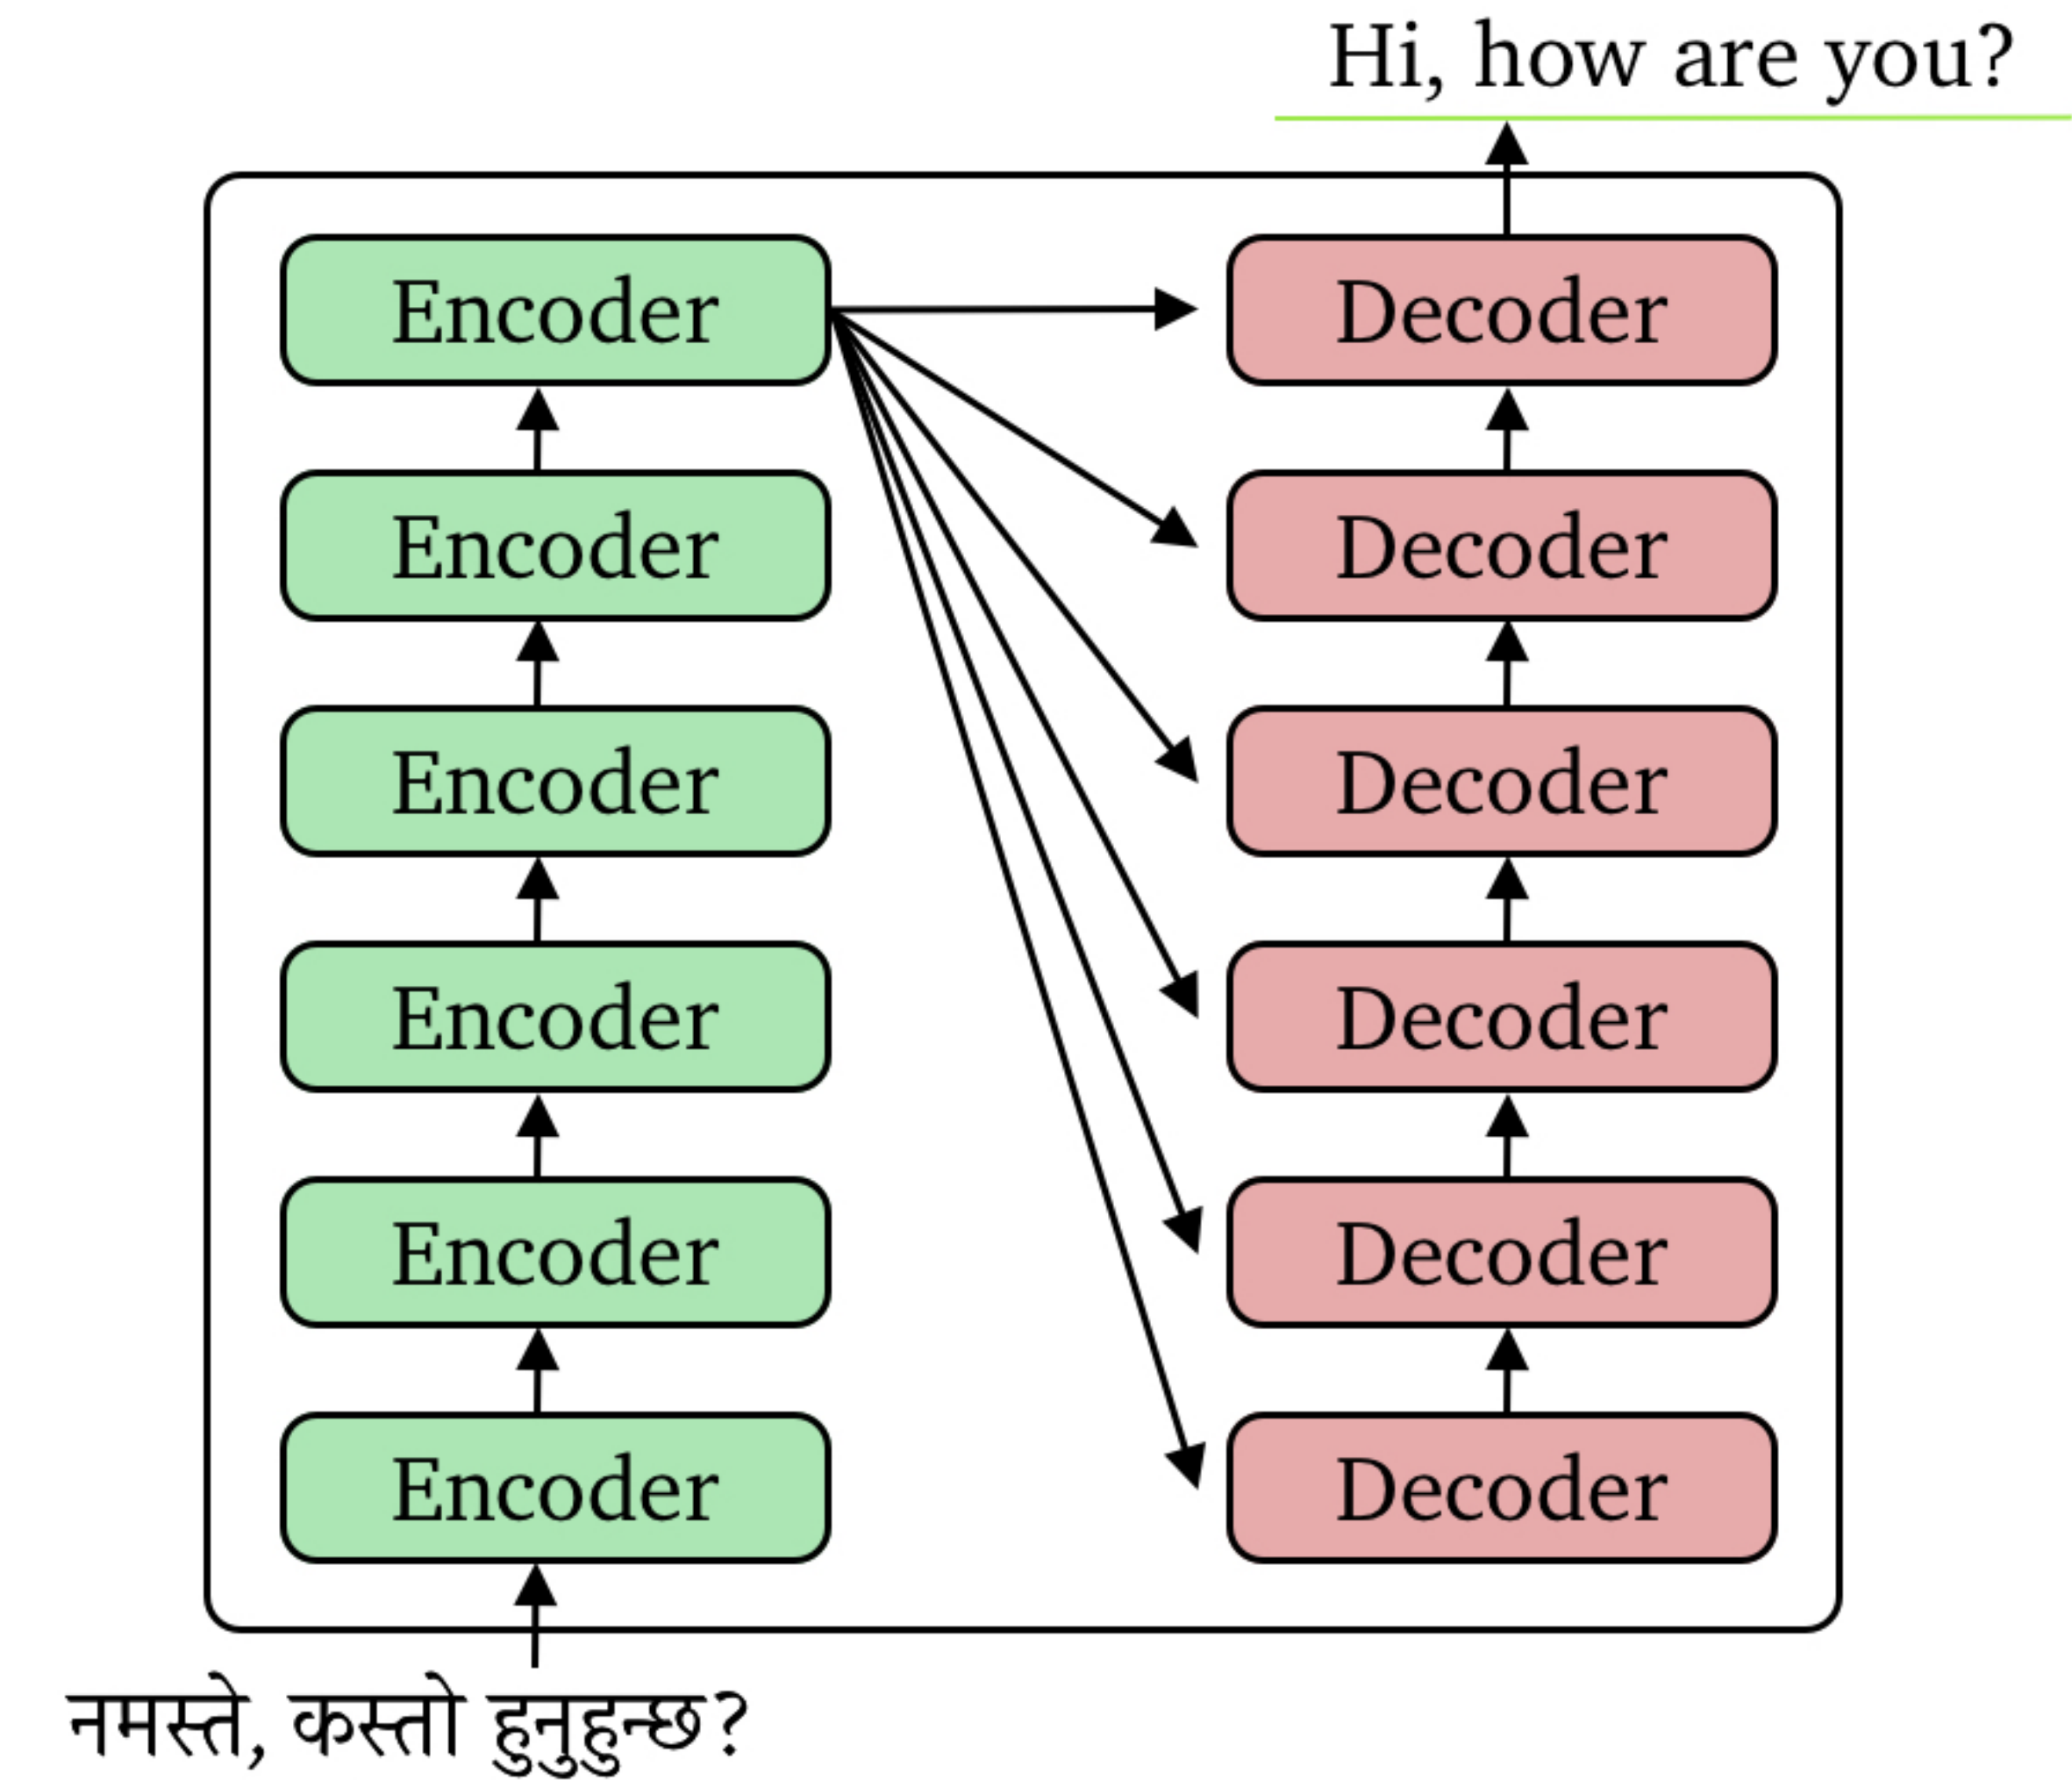 Hi, how are you?
Encoder
Decoder
Encoder
Decoder
Encoder
Decoder
Encoder
Decoder
Encoder
Decoder
Encoder
Decoder
नमस्ते, कस्तो हुनुहुन्छ?